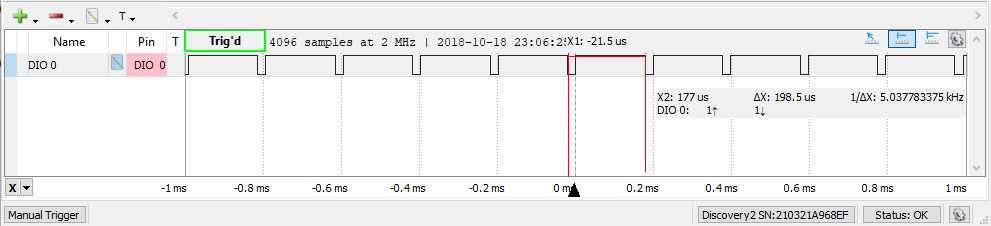 T
Name Pin T Trig'd 4096 samples at 2 MHz | 2018-10-18 23:06:2 X1: -21.5 us
DIO 0 DIO 0
X2: 177 us ΔX: 198.5 us 1/ΔX: 5.037783375 kHz
DIO 0: 1↑ 1↓
X -1 ms -0.8 ms -0.6 ms -0.4 ms -0.2 ms 0 ms 0.2 ms 0.4 ms 0.6 ms 0.8 ms 1 ms
Manual Trigger Discovery2 SN:210321A968EF Status: OK